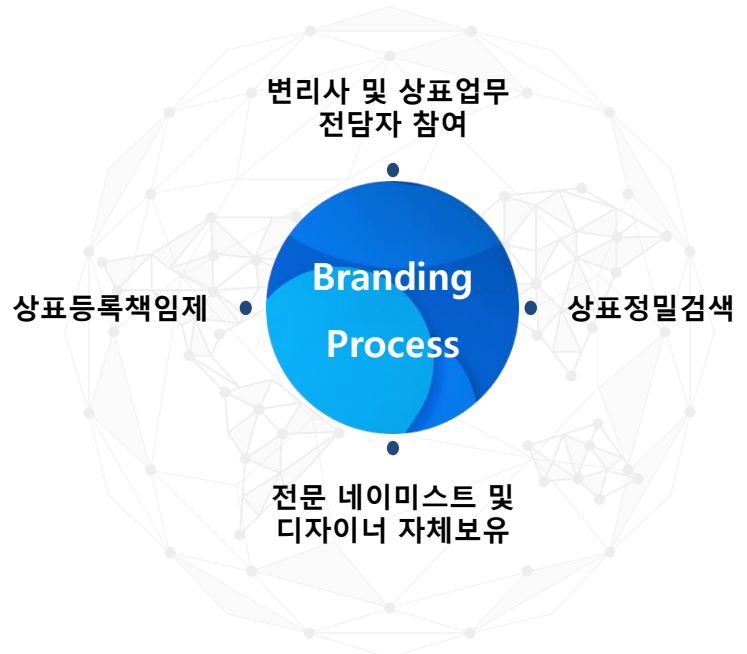 변리사 및 상표업무
전담자 참여
Branding
Process
상표등록책임제
상표정밀검색
전문 네이미스트 및
디자이너 자체보유